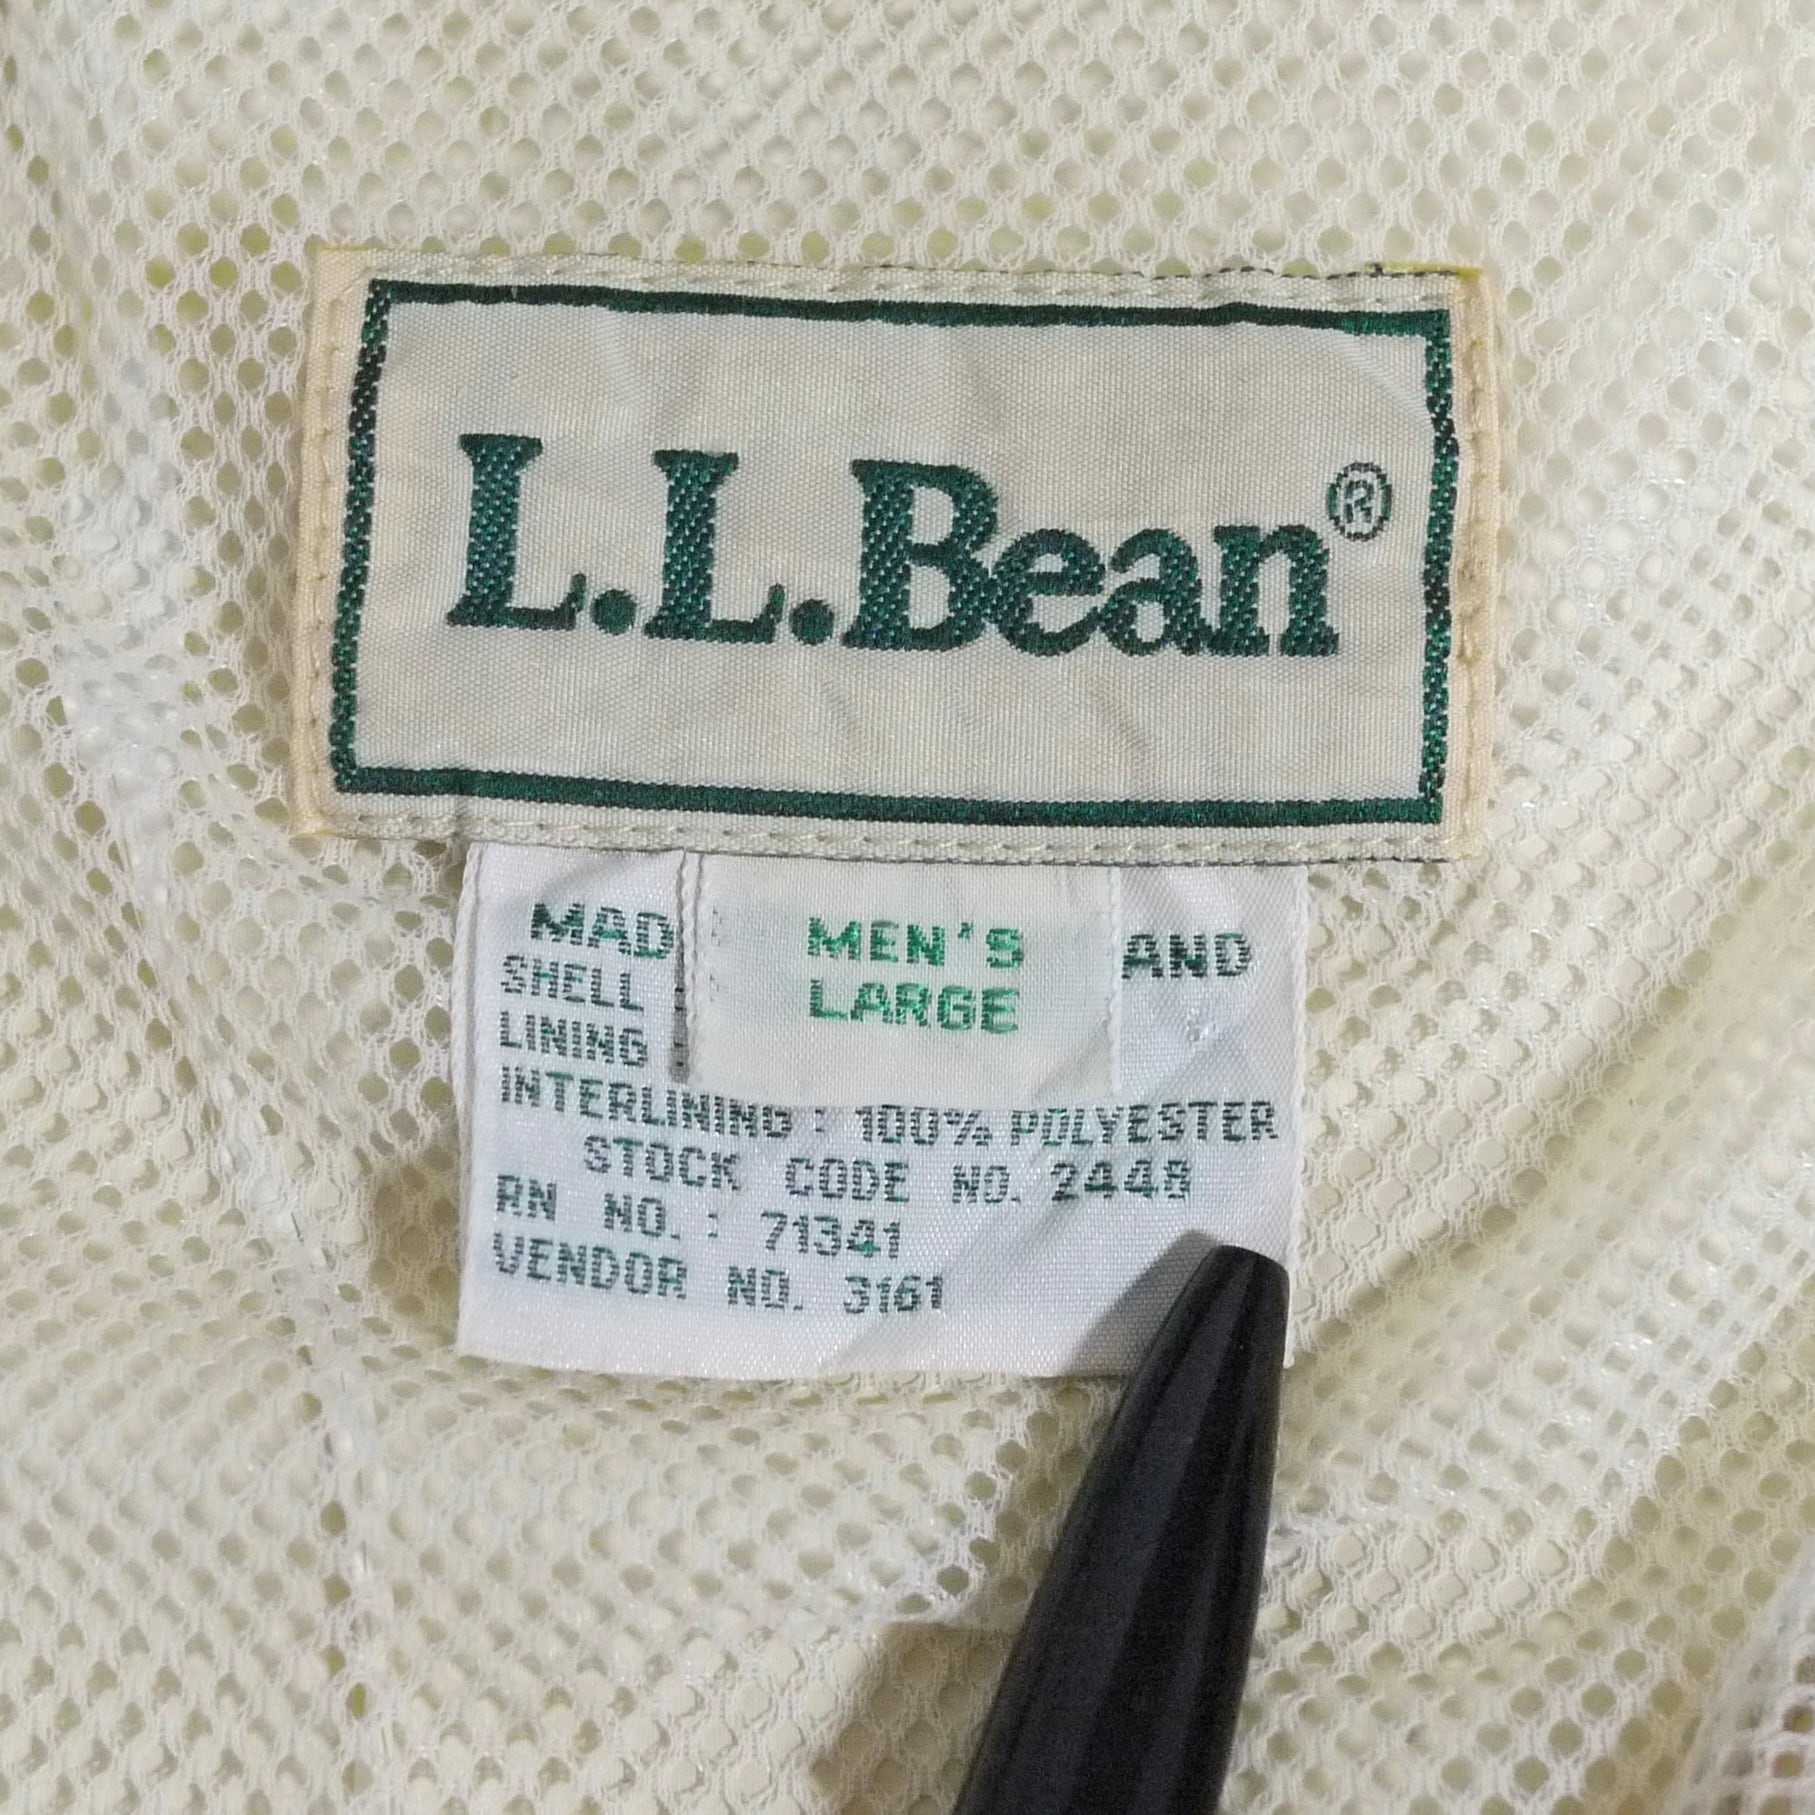 L.L.Bean®
MEN'S
LARGE
MAD AND
SHELL
LINING
INTERLINING : 100% POLYESTER
STOCK CODE NO. 2448
RN NO. : 71341
VENDOR NO. 3161